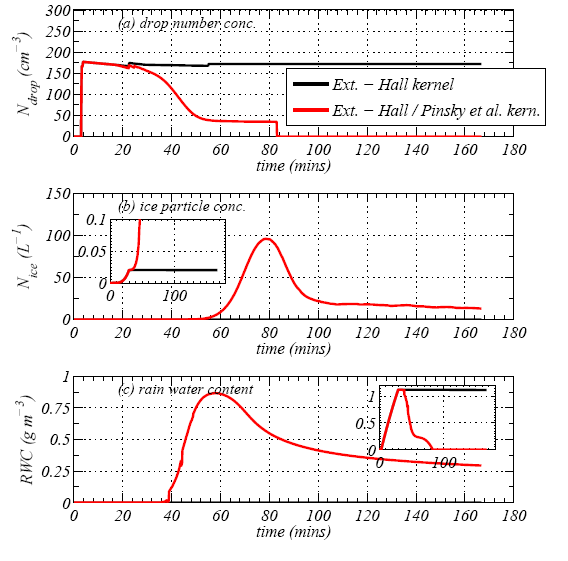 300
250
200
150
100
50
0
N drop (cm−3)
(a) drop number conc.
Ext. − Hall kernel
Ext. − Hall / Pinsky et al. kern.
0 20 40 60 80 100 120 140 160 180
time (mins)
150
100
50
0
N ice (L−1)
(b) ice particle conc.
0.1
0.05
0
0 100
0 20 40 60 80 100 120 140 160 180
time (mins)
1
0.75
0.5
0.25
0
RWC (g m−3)
(c) rain water content
1
0.5
0
0 100
0 20 40 60 80 100 120 140 160 180
time (mins)